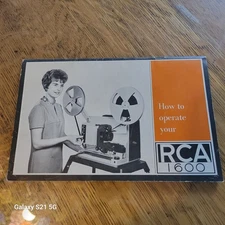 How to
operate
your
RCA
1600
Galaxy S21 5G